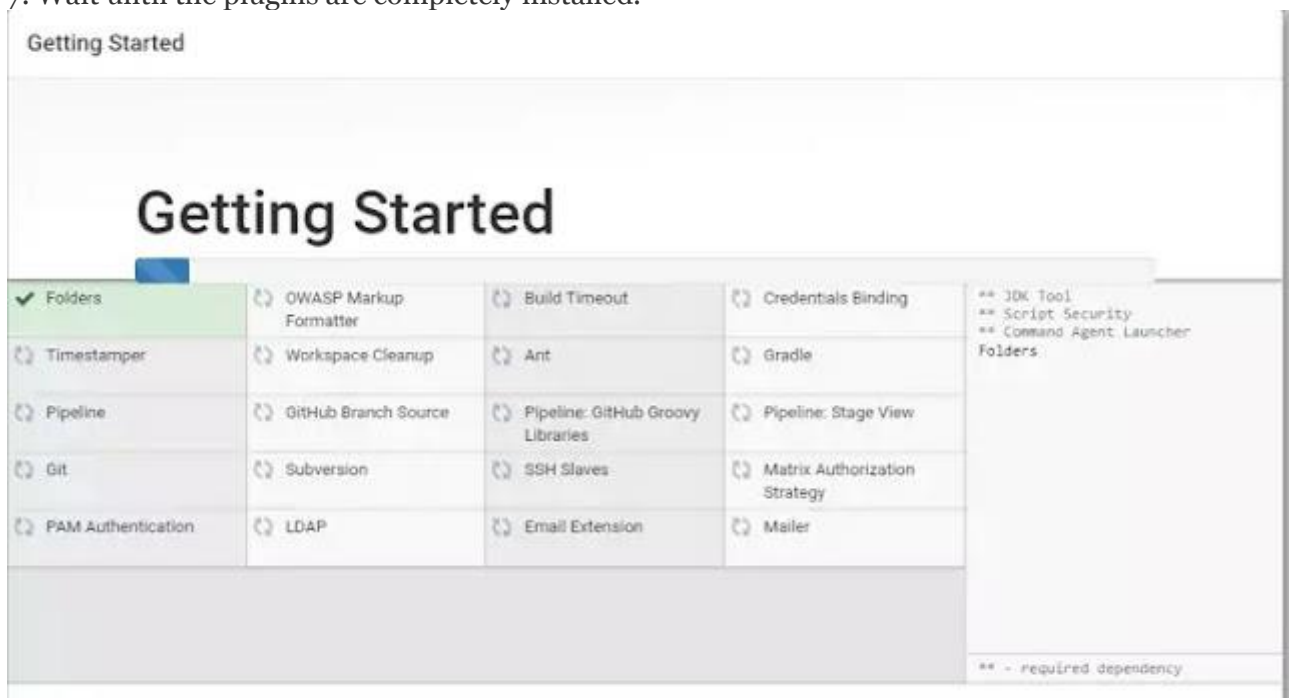 7. Wait until the plugins are completely installed.
Getting Started
Getting Started
Folders
OWASP Markup
Formatter
Build Timeout
Credentials Binding
Timestamper
Workspace Cleanup
Ant
Gradle
Pipeline
GitHub Branch Source
Pipeline: GitHub Groovy
Libraries
Pipeline: Stage View
Git
Subversion
SSH Slaves
Matrix Authorization
Strategy
PAM Authentication
LDAP
Email Extension
Mailer
** JDK Tool
** Script Security
** Command Agent Launcher
Folders
** - required dependency